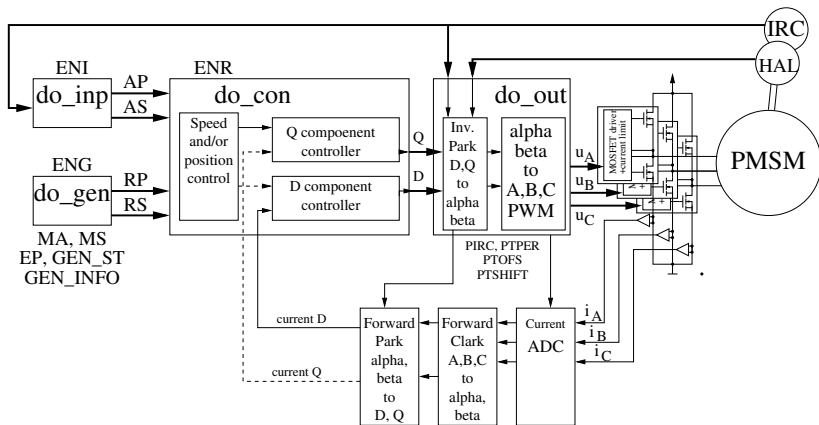 IRC
HAL
ENI
do_inp
AP
AS
ENR
do_con
Speed
and/or
position
control
Q compoenent
controller
D component
controller
Q
D
do_out
Inv.
Park
D,Q
to
alpha
beta
alpha
beta
to
A,B,C
PWM
u_A
u_B
u_C
MOSFET driver
+current limit
PMSM
ENG
do_gen
RP
RS
MA, MS
EP, GEN_ST
GEN_INFO
PIRC, PTPER
PTOFS
PTSHIFT
current D
current Q
Forward
Park
alpha,
beta
to
D, Q
Forward
Clark
A,B,C
to
alpha,
beta
Current
ADC
i_A
i_B
i_C